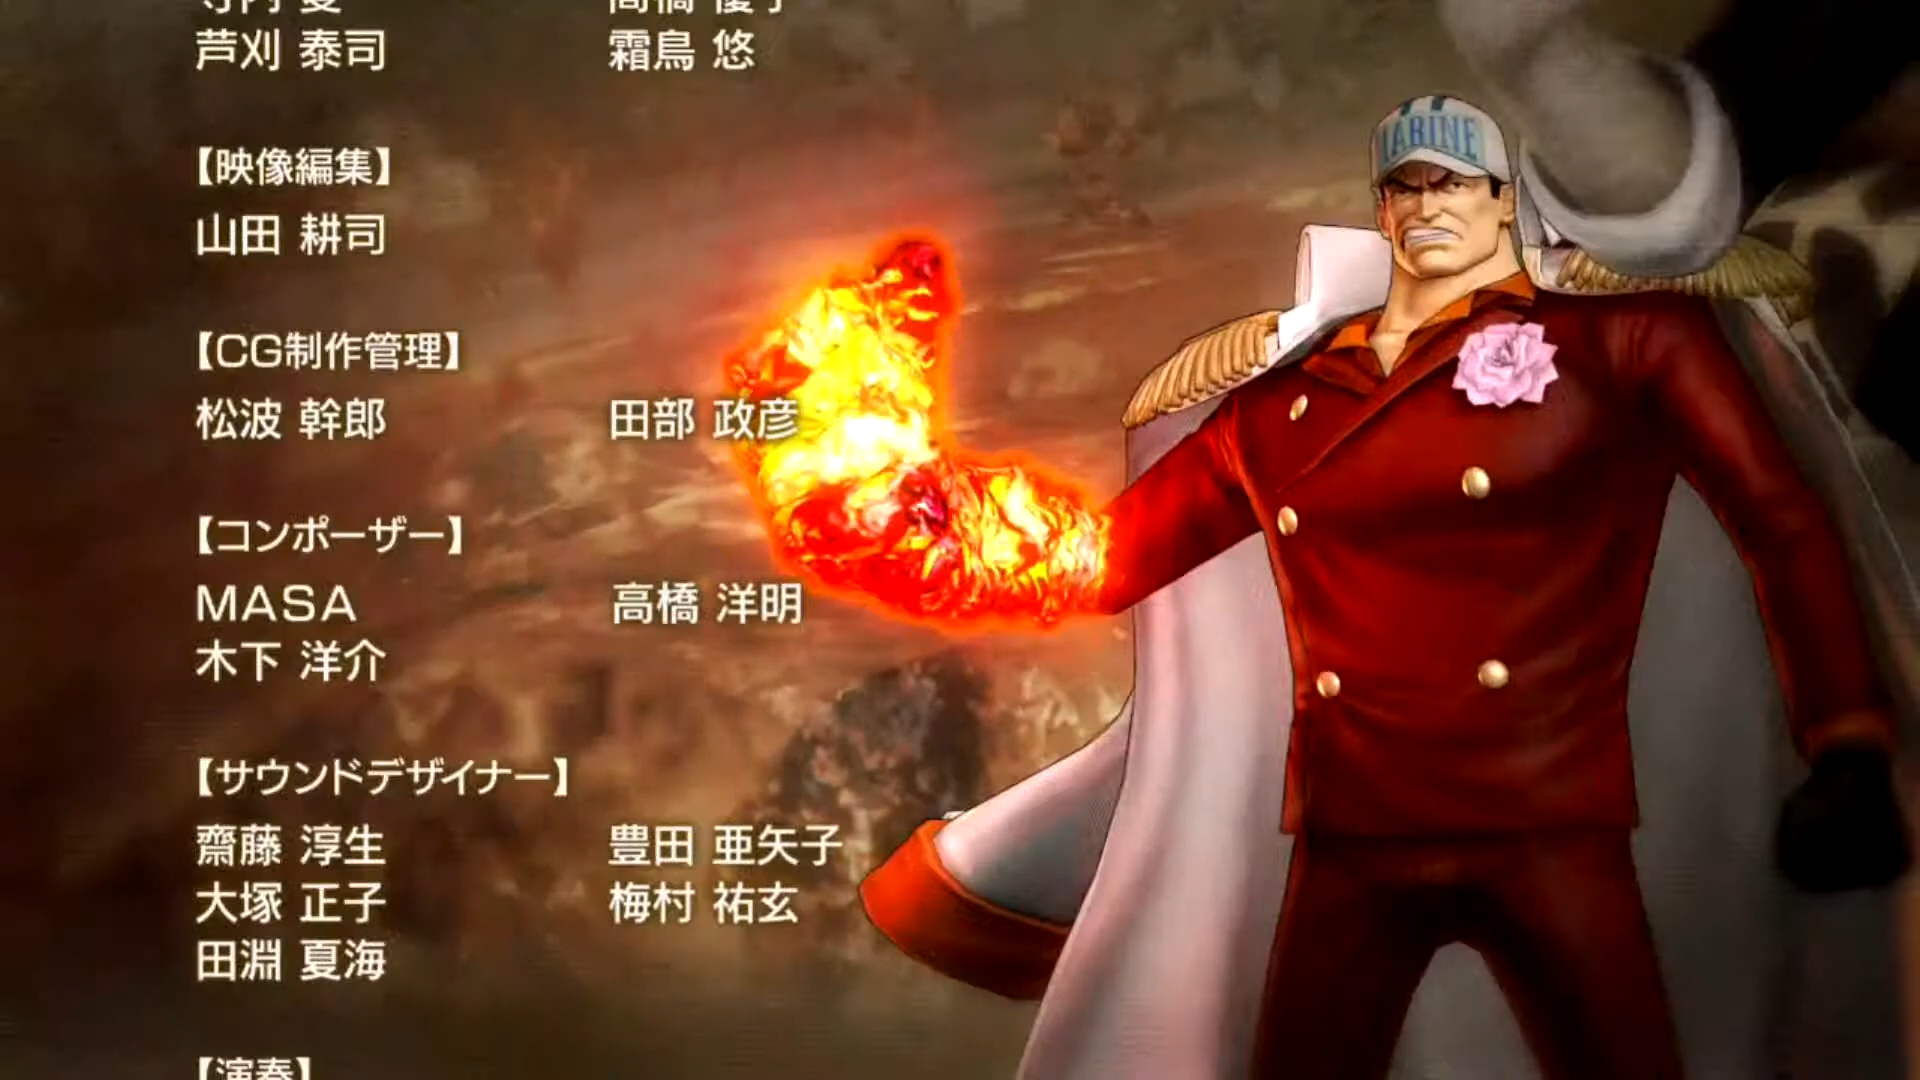 芦刈 泰司 霜鳥 悠
【映像編集】
山田 耕司
【CG制作管理】
松波 幹郎 田部 政彦
【コンポーザー】
MASA 高橋 洋明
木下 洋介
【サウンドデザイナー】
齋藤 淳生 豊田 亜矢子
大塚 正子 梅村 祐玄
田淵 夏海
【演奏】
MARINE